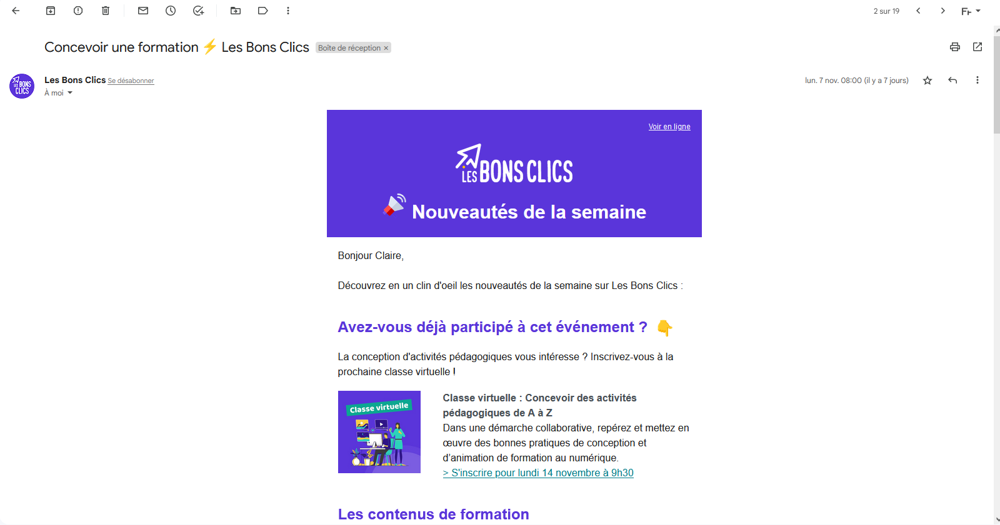 2 sur 19
Concevoir une formation ⚡ Les Bons Clics
Boîte de réception ×
LES BONS CLICS
Les Bons Clics Se désabonner
lun. 7 nov. 08:00 (il y a 7 jours)
À moi
Voir en ligne
LES BONS CLICS
Nouveautés de la semaine
Bonjour Claire,
Découvrez en un clin d'oeil les nouveautés de la semaine sur Les Bons Clics :
Avez-vous déjà participé à cet événement ? 👇
La conception d'activités pédagogiques vous intéresse ? Inscrivez-vous à la
prochaine classe virtuelle !
Classe virtuelle
Classe virtuelle : Concevoir des activités
pédagogiques de A à Z
Dans une démarche collaborative, repérez et mettez en
œuvre des bonnes pratiques de conception et
d’animation de formation au numérique.
> S'inscrire pour lundi 14 novembre à 9h30
Les contenus de formation